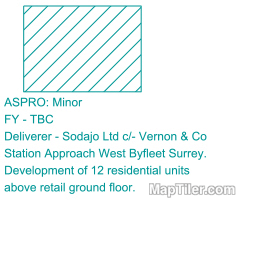 ASPRO: Minor
FY - TBC
Deliverer - Sodajo Ltd c/- Vernon & Co
Station Approach West Byfleet Surrey.
Development of 12 residential units
above retail ground floor.
MapTiler.com